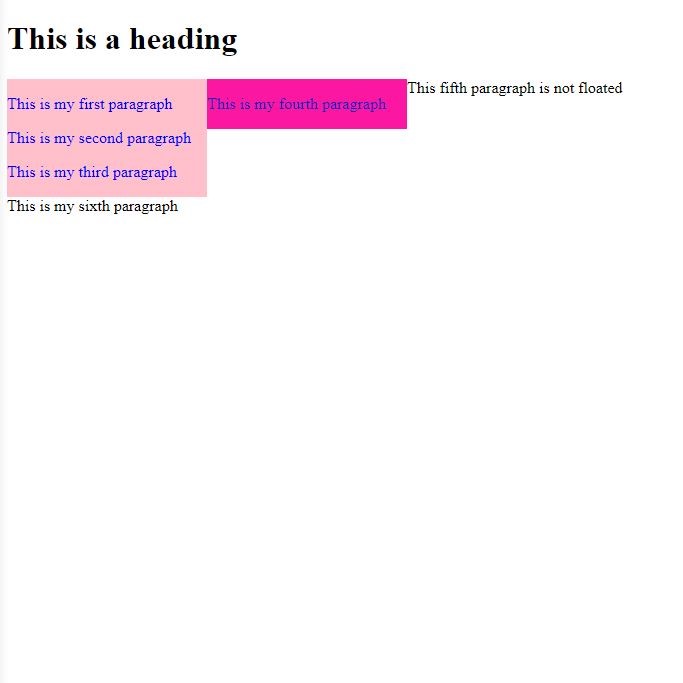 This is a heading
This is my first paragraph
This is my second paragraph
This is my third paragraph
This is my fourth paragraph
This fifth paragraph is not floated
This is my sixth paragraph